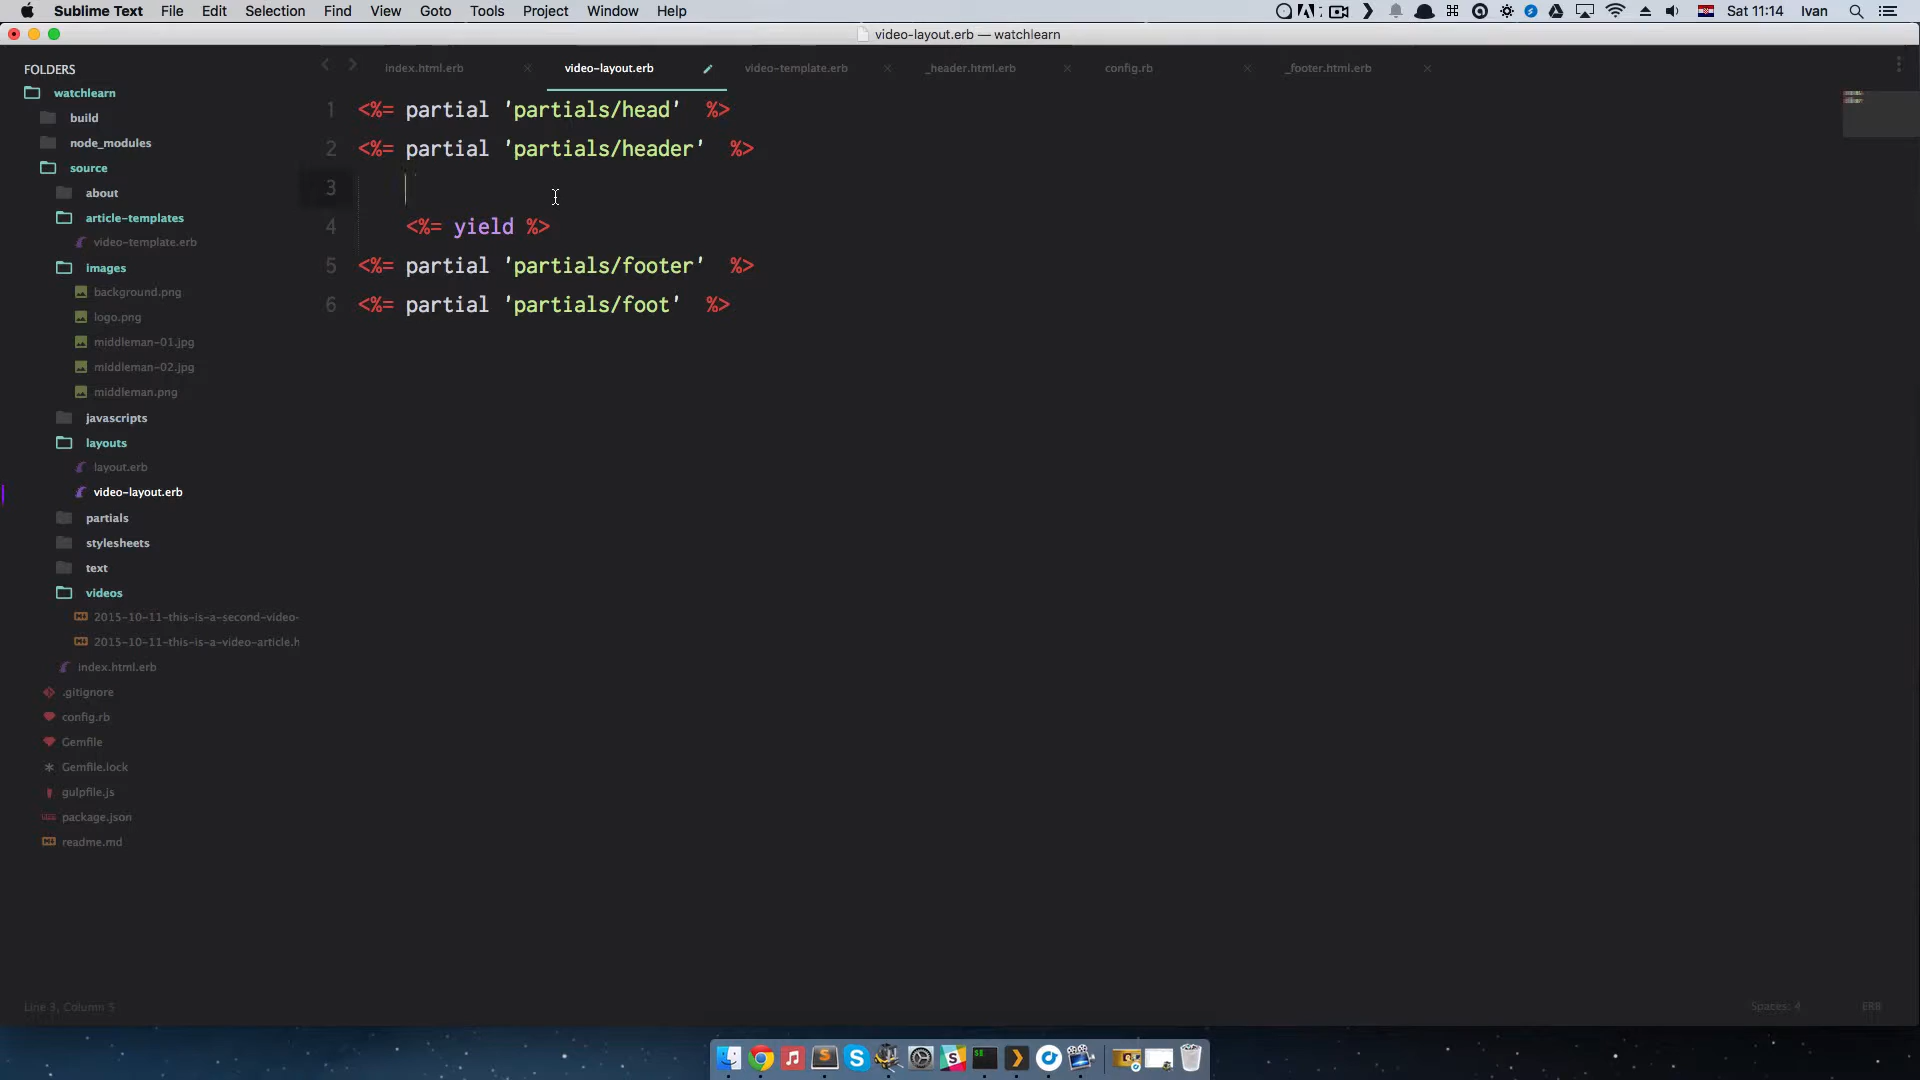 Sublime Text File Edit Selection Find View Goto Tools Project Window Help Sat 11:14 Ivan
video-layout.erb — watchlearn
FOLDERS
watchlearn
build
node_modules
source
about
article-templates
video-template.erb
images
background.png
logo.png
middleman-01.jpg
middleman-02.jpg
middleman.png
javascripts
layouts
layout.erb
video-layout.erb
partials
stylesheets
text
videos
2015-10-11-this-is-a-second-video-
2015-10-11-this-is-a-video-article.h
index.html.erb
.gitignore
config.rb
Gemfile
Gemfile.lock
gulpfile.js
package.json
readme.md
index.html.erb video-layout.erb video-template.erb _header.html.erb config.rb _footer.html.erb
1 <%= partial 'partials/head'  %>
2 <%= partial 'partials/header'  %>
3
4 <%= yield %>
5 <%= partial 'partials/footer'  %>
6 <%= partial 'partials/foot'  %>
Line 3, Column 5 Spaces: 4 ERB